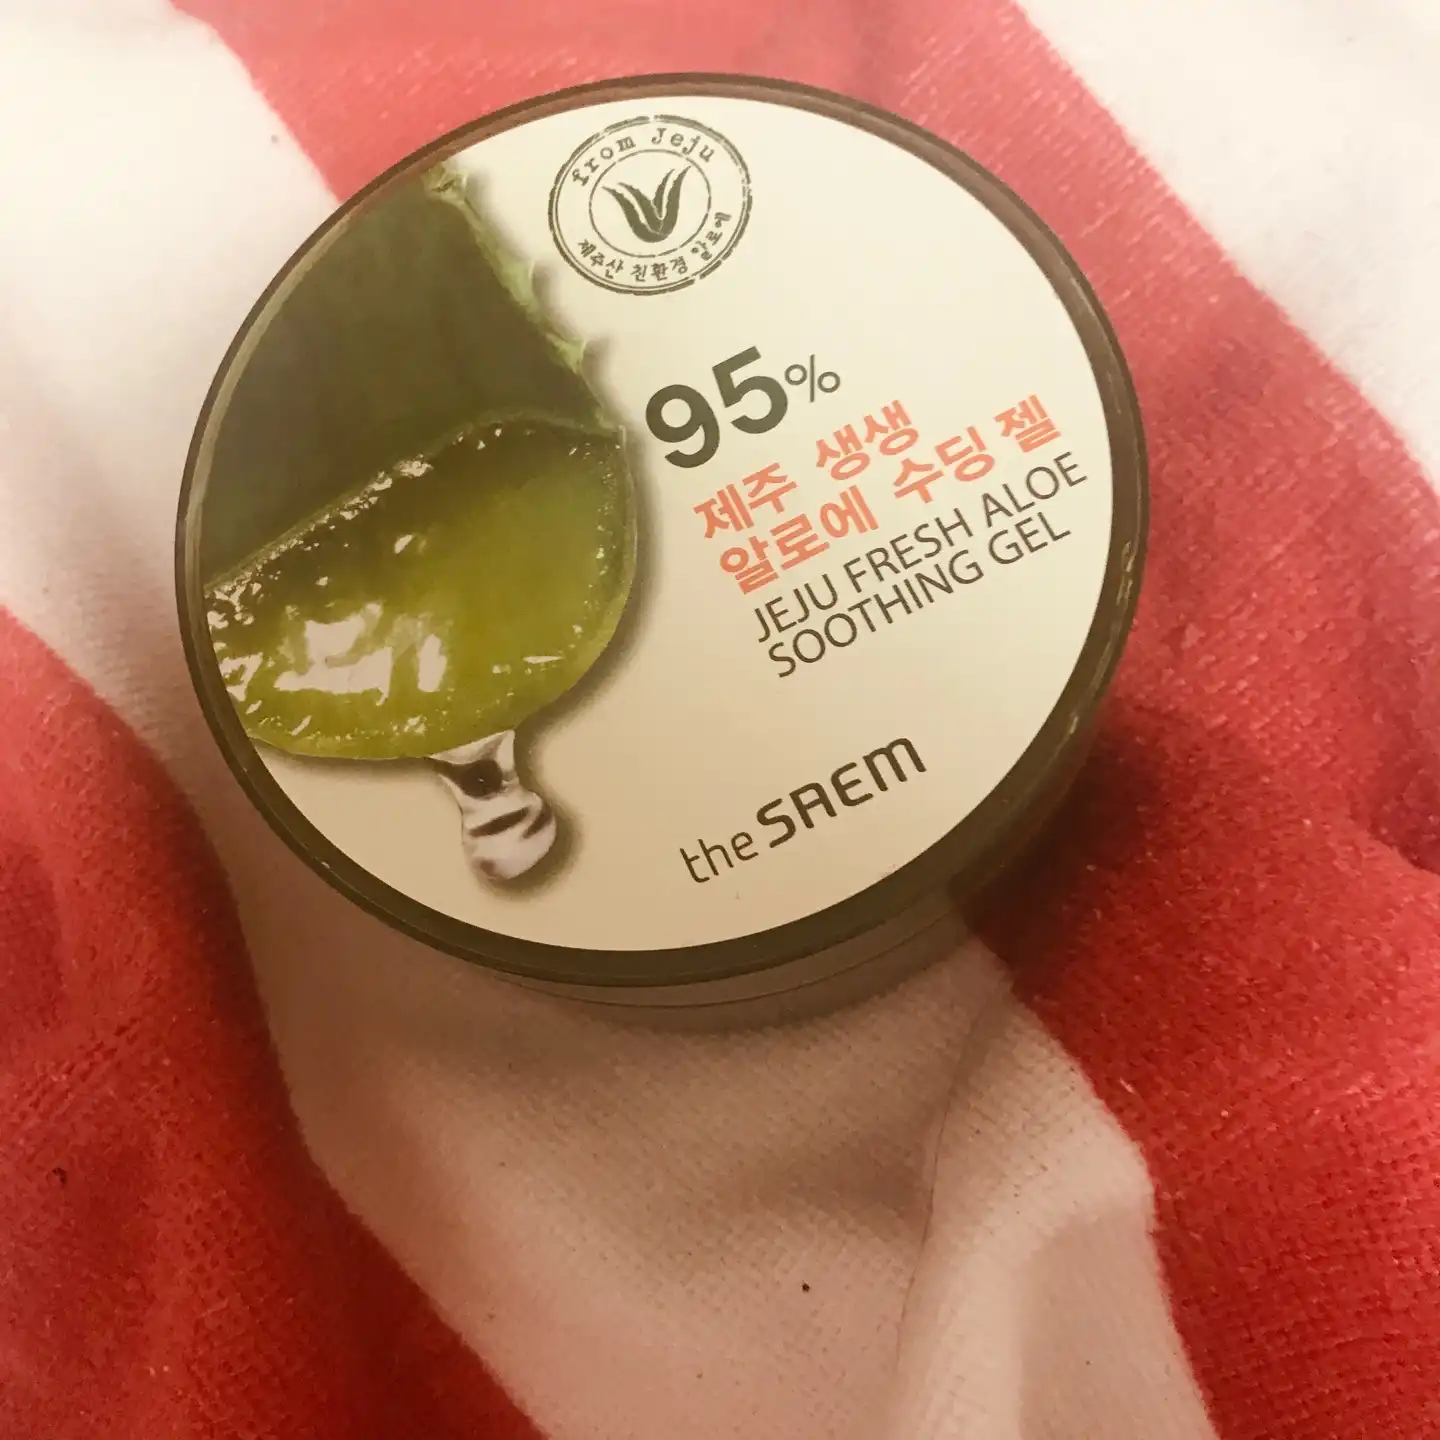 from Jeju
제주산 친환경 알로에
95%
제주 생생
알로에 수딩 젤
JEJU FRESH ALOE
SOOTHING GEL
the SAEM